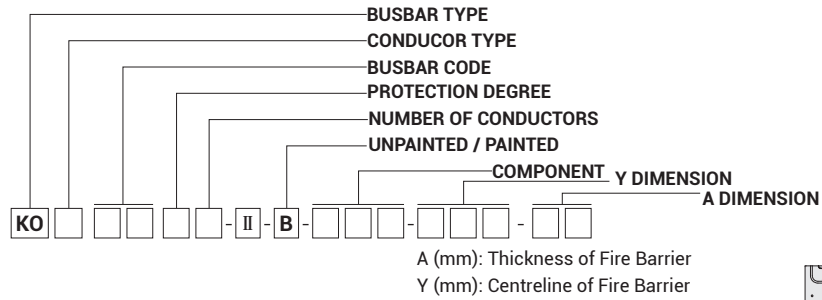 BUSBAR TYPE
CONDUCOR TYPE
BUSBAR CODE
PROTECTION DEGREE
NUMBER OF CONDUCTORS
UNPAINTED / PAINTED
COMPONENT
Y DIMENSION
A DIMENSION
KO - II - B - - -
A (mm): Thickness of Fire Barrier
Y (mm): Centreline of Fire Barrier